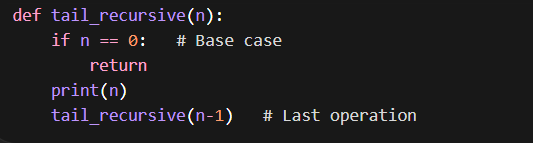 def tail_recursive(n):
    if n == 0:   # Base case
        return
    print(n)
    tail_recursive(n-1)   # Last operation